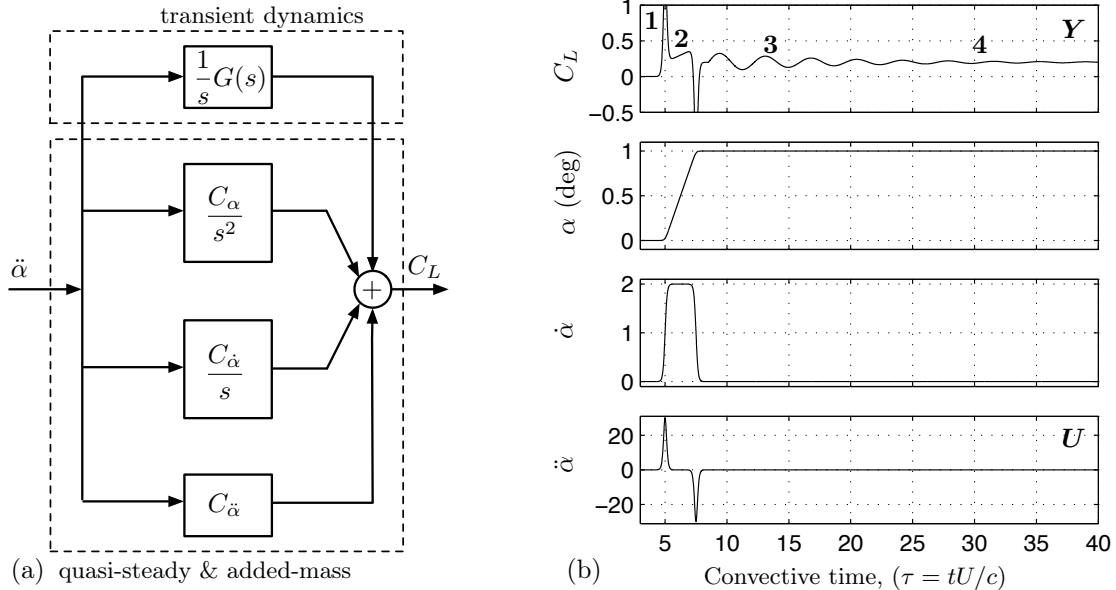 transient dynamics
1/s G(s)
C_α/s²
C_α̇/s
C_α̈
α̈
+
C_L
(a) quasi-steady & added-mass
1
2
3
4
Y
C_L
1
0.5
0
−0.5
α (deg)
1
0.5
0
α̇
2
1
0
U
α̈
20
0
−20
5 10 15 20 25 30 35 40
(b) Convective time, (τ = tU/c)